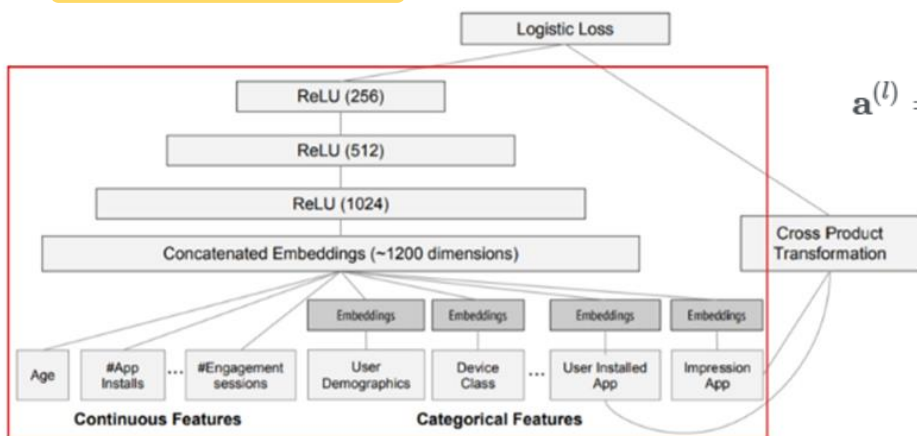 Logistic Loss
ReLU (256)
a^(l) =
ReLU (512)
ReLU (1024)
Concatenated Embeddings (~1200 dimensions)
Cross Product
Transformation
Embeddings Embeddings Embeddings Embeddings
Age
#App
Installs
...
#Engagement
sessions
User
Demographics
Device
Class
...
User Installed
App
Impression
App
Continuous Features
Categorical Features